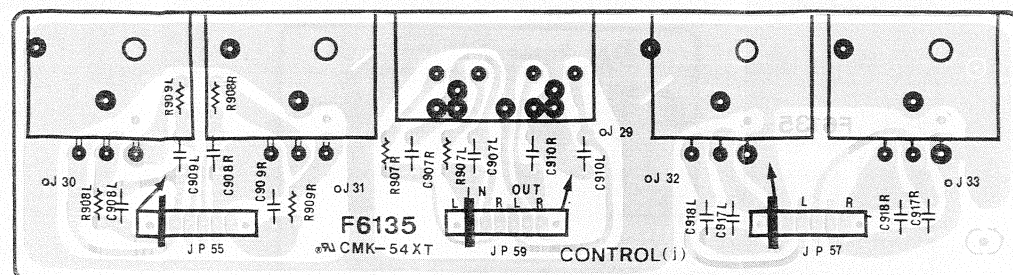 R909L
R908R
J 29
C909L
C908R
C909R
R907R
C907R
R907L
C907L
C910R
C910L
J 30
R908L
C908L
J 31
R909R
L
N
R
OUT
L
R
J 32
C918L
C917L
L
R
C918R
C917R
J 33
F6135
CMK-54XT
JP 55
JP 59
CONTROL(j)
JP 57
F6135